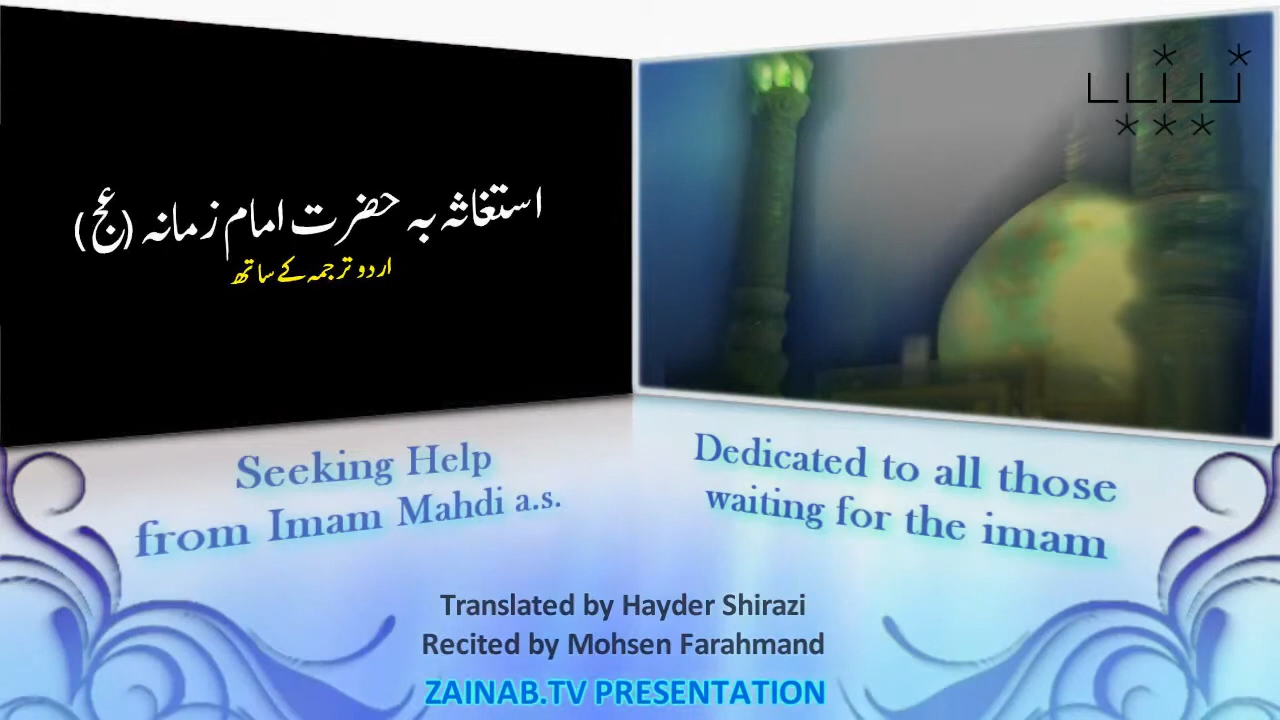 استغاثہ بہ حضرت امام زمانہ (عج)
اردو ترجمہ کے ساتھ
Seeking Help
from Imam Mahdi a.s.
Dedicated to all those
waiting for the imam
Translated by Hayder Shirazi
Recited by Mohsen Farahmand
ZAINAB.TV PRESENTATION